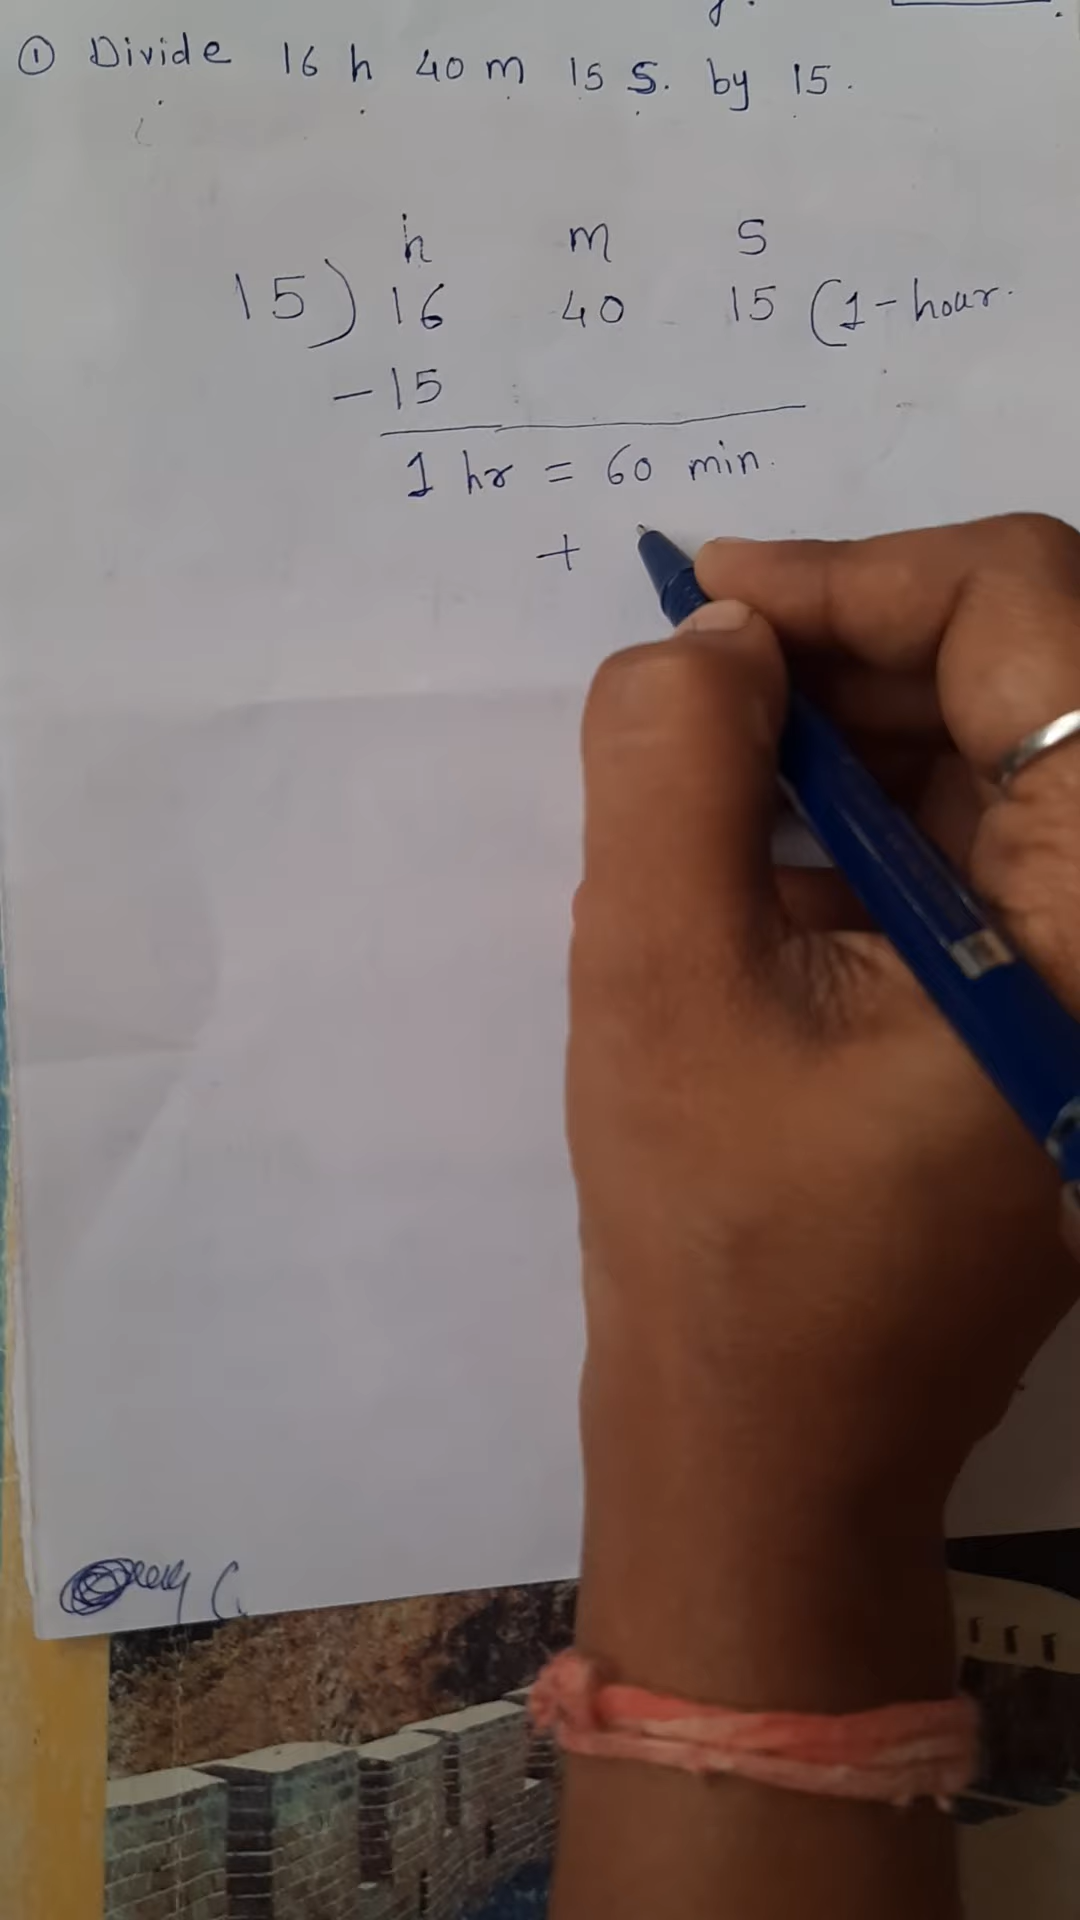 ① Divide 16 h 40 m 15 S. by 15.
h m S
15) 16 40 15 (1-hour.
-15
1 hr = 60 min.
+